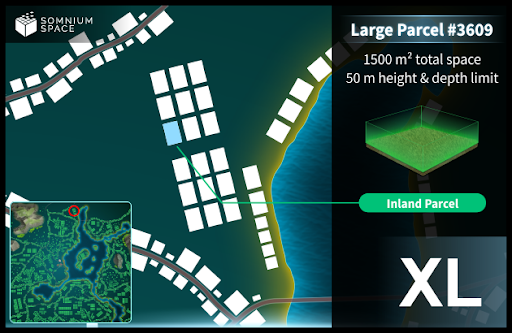 SOMNIUM
SPACE
Large Parcel #3609
1500 m² total space
50 m height & depth limit
Inland Parcel
XL